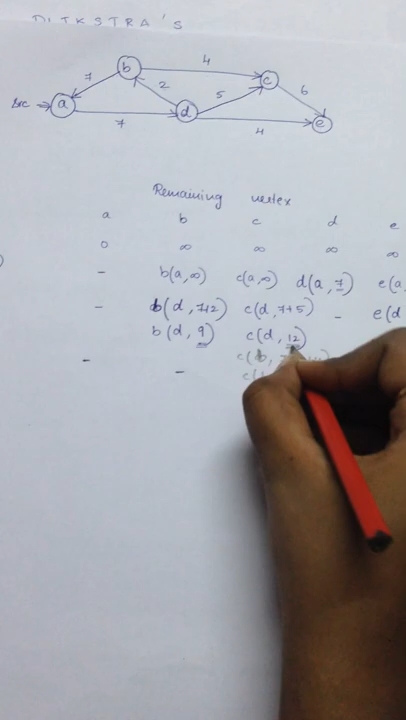 DIJKSTRA'S
4
b
7
2
c
6
5
src a
d
e
7
4
Remaining vertex
a b c d e
0 ∞ ∞ ∞ ∞
- b(a,∞) c(a,∞) d(a,7) e(a,
- b(d,7+2) c(d,7+5) - e(d
b(d,9) c(d,12)
- -